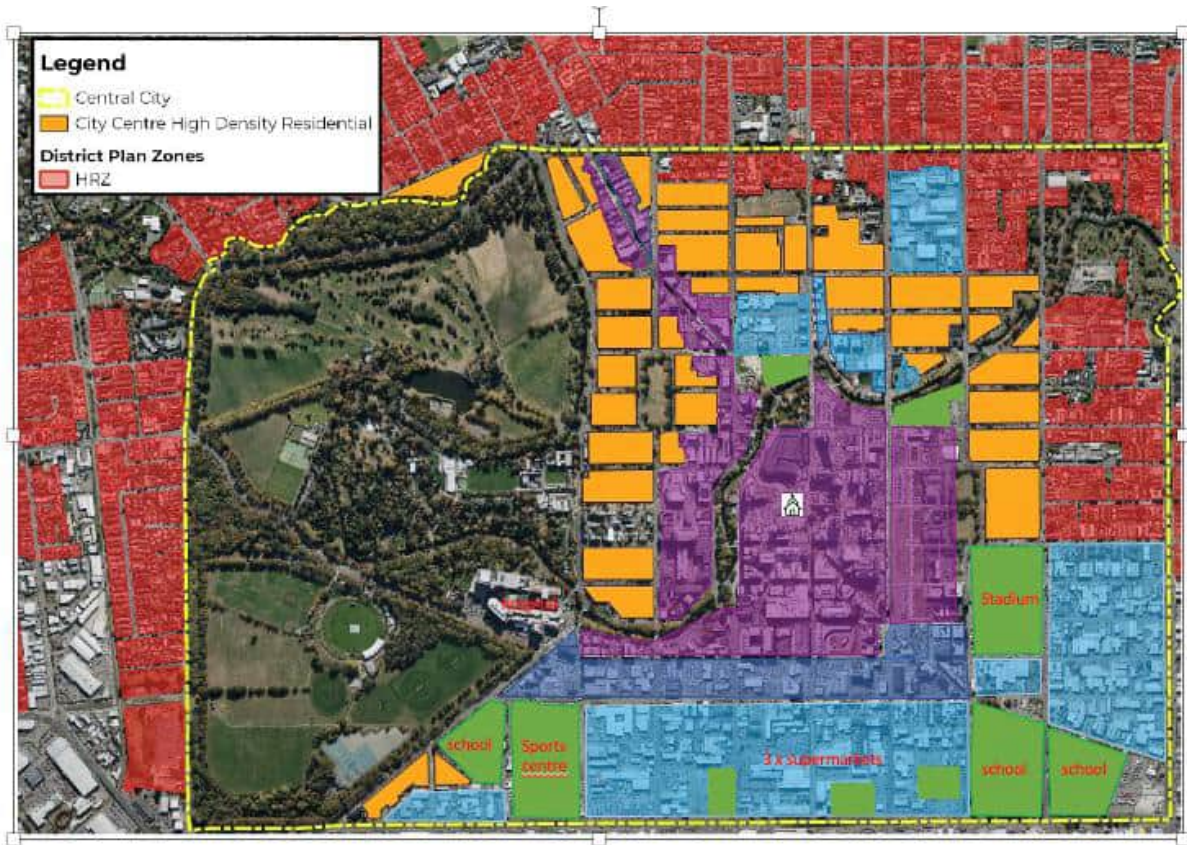 Legend
Central City
City Centre High Density Residential
District Plan Zones
HRZ
Stadium
school
Sports
centre
3 x supermarkets
school
school